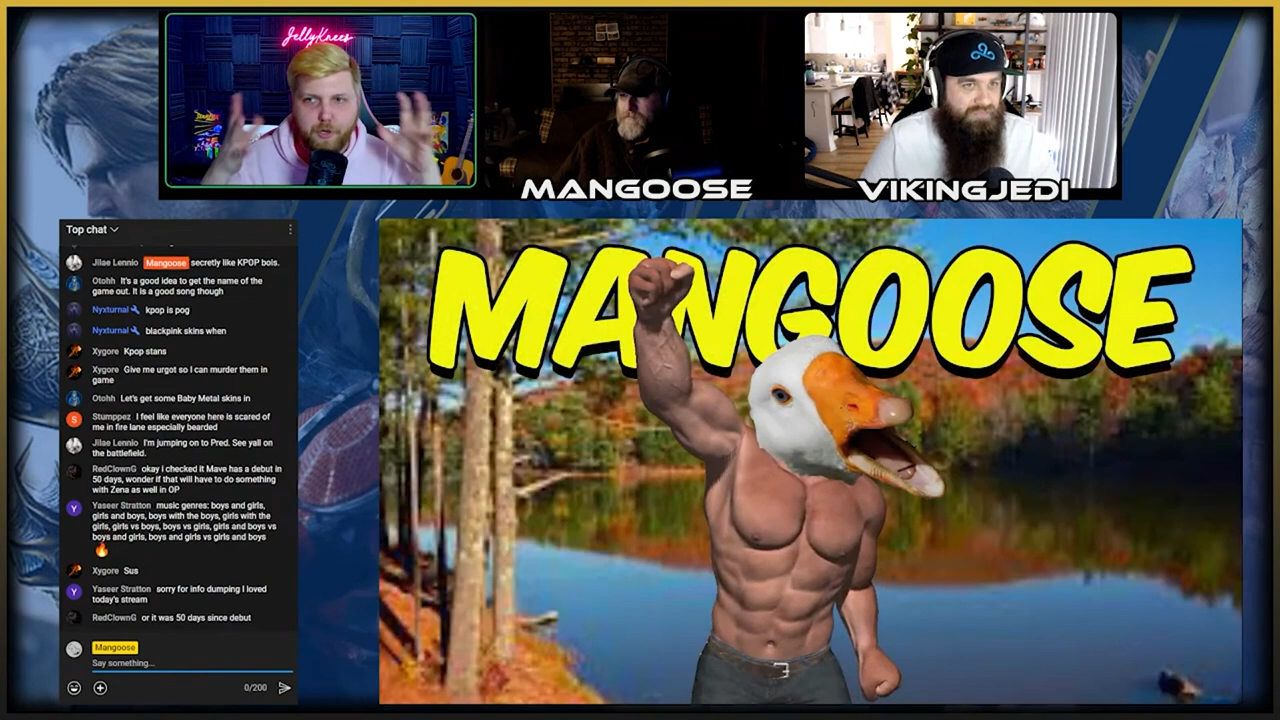 JellyKnees
MANGOOSE
VIKINGJEDI
Top chat
Jilae Lennio Mangoose secretly like KPOP bois.
Otohh It's a good idea to get the name of the
game out. It is a good song though
Nyxturnal kpop is pog
Nyxturnal blackpink skins when
Xygore Kpop stans
Xygore Give me urgot so I can murder them in
game
Otohh Let's get some Baby Metal skins in
Stumppez I feel like everyone here is scared of
me in fire lane especially bearded
Jilae Lennio I'm jumping on to Pred. See yall on
the battlefield.
RedClownG okay i checked it Mave has a debut in
50 days, wonder if that will have to do something
with Zena as well in OP
Yaseer Stratton music genres: boys and girls,
girls and boys, boys with the boys, girls with the
girls, girls vs boys, boys vs girls, girls and boys vs
boys and girls, boys and girls vs girls and boys
Xygore Sus
Yaseer Stratton sorry for info dumping I loved
today's stream
RedClownG or it was 50 days since debut
Mangoose
Say something...
0/200
MANGOOSE